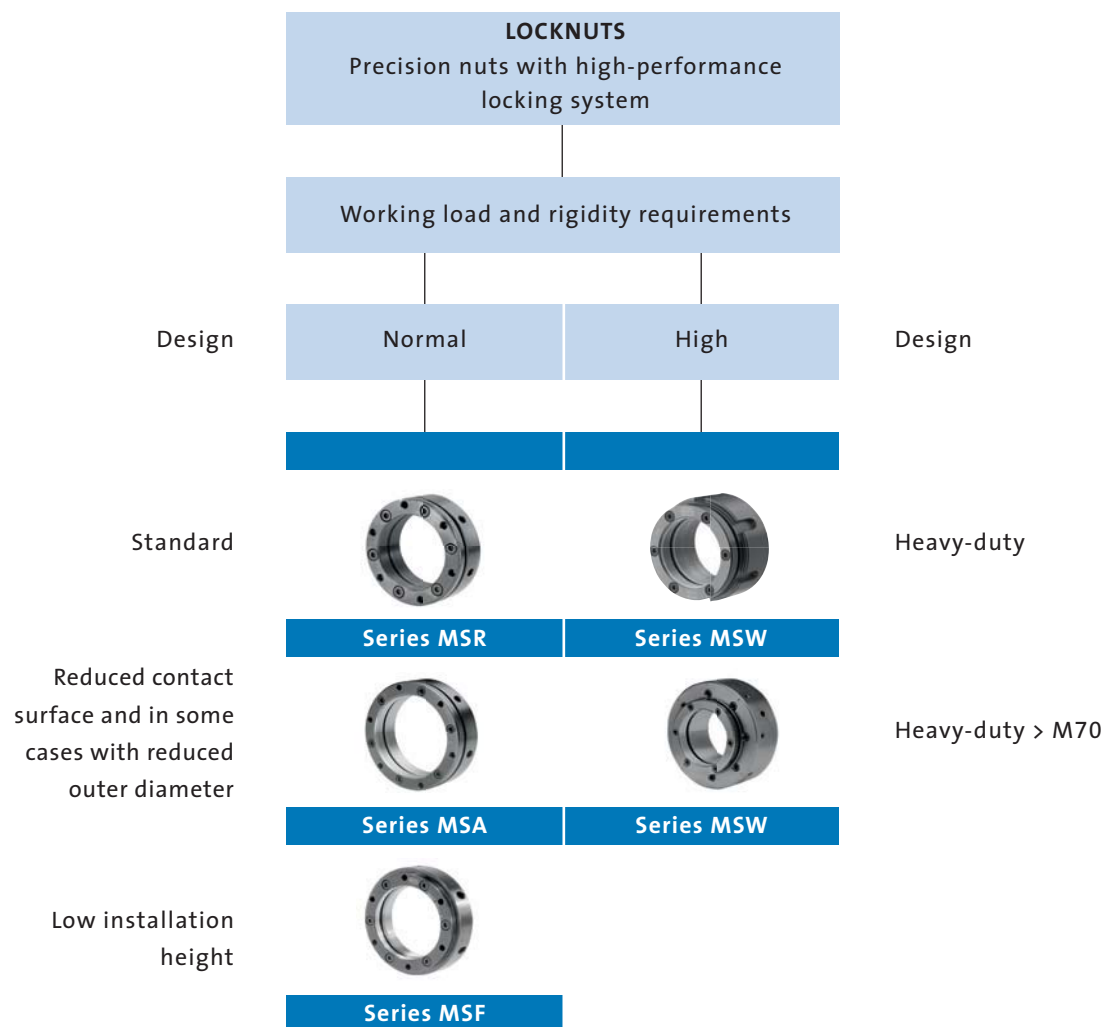 LOCKNUTS
Precision nuts with high-performance
locking system
Working load and rigidity requirements
Design
Normal
High
Design
Standard
Heavy-duty
Series MSR
Series MSW
Reduced contact
surface and in some
cases with reduced
outer diameter
Heavy-duty > M70
Series MSA
Series MSW
Low installation
height
Series MSF